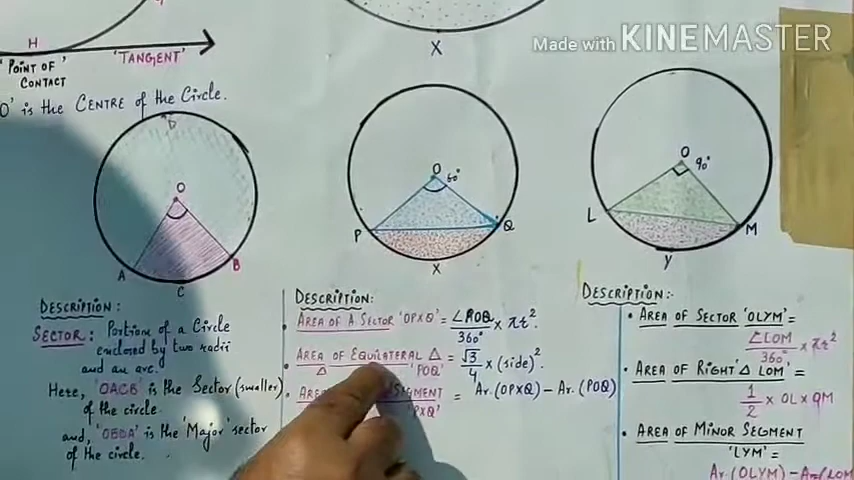 Made with KINEMASTER
H
'POINT OF'
CONTACT
'TANGENT'
X
O' is the CENTRE of the CIRCLE.
D
O
A
B
C
O
60°
P
Q
X
O
90°
L
M
Y
DESCRIPTION:
SECTOR: Portion of a Circle
enclosed by two radii
and an arc.
Here, 'OACB' is the Sector (smaller)
of the circle.
and, 'OBDA' is the 'Major' sector
of the circle.
DESCRIPTION:
• AREA OF A SECTOR 'OPXQ' = ∠POQ/360° × πr².
• AREA OF EQUILATERAL Δ = √3/4 × (side)²
Δ 'POQ'
• SEGMENT = Ar.(OPXQ) – Ar.(POQ)
'PXQ'
DESCRIPTION:-
• AREA OF SECTOR 'OLYM' =
∠LOM/360° × πr²
• AREA OF RIGHT Δ LOM =
1/2 × OL × OM
• AREA OF MINOR SEGMENT
'LYM' =
Ar.(OLYM) – Ar(LOM